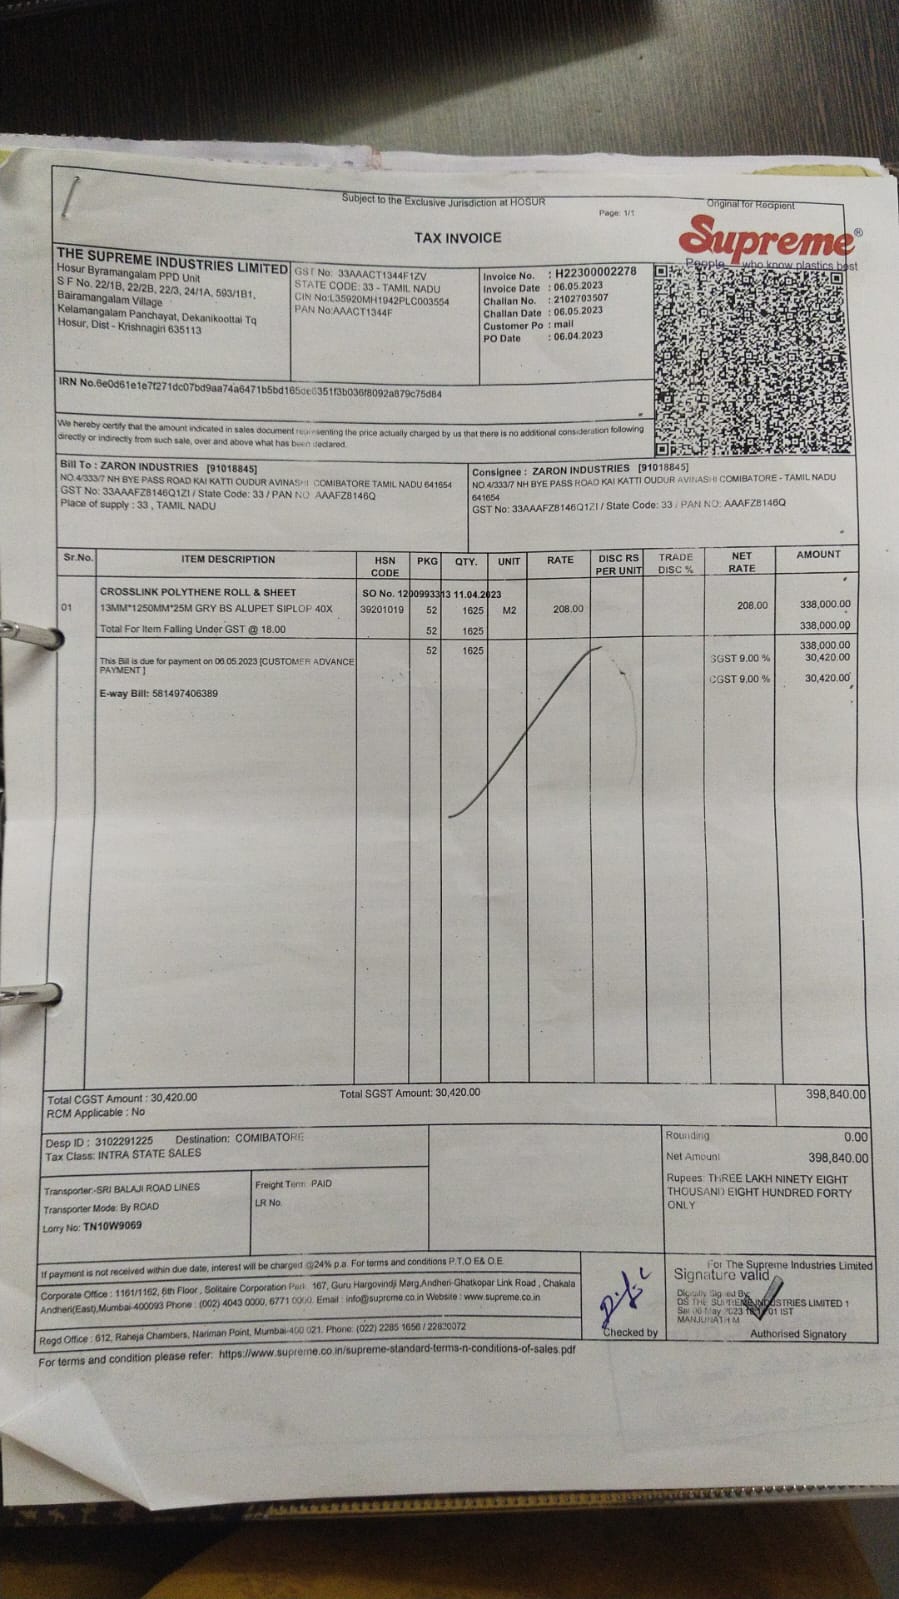 Subject to the Exclusive Jurisdiction at HOSUR
Original for Recipient
Page: 1/1
TAX INVOICE
Supreme®
People who know plastics best
THE SUPREME INDUSTRIES LIMITED
Hosur Byramangalam PPD Unit
S F No. 22/1B, 22/2B, 22/3, 24/1A, 593/1B1,
Bairamangalam Village
Kelamangalam Panchayat, Dekanikoottai Tq
Hosur, Dist - Krishnagiri 635113
GST No: 33AAACT1344F1ZV
STATE CODE: 33 - TAMIL NADU
CIN No:L35920MH1942PLC003554
PAN No:AAACT1344F
Invoice No. : H22300002278
Invoice Date : 06.05.2023
Challan No. : 2102703507
Challan Date : 06.05.2023
Customer Po : mail
PO Date : 06.04.2023
IRN No.
We hereby certify that the amount indicated in sales document representing the price actually charged by us that there is no additional consideration following
directly or indirectly from such sale, over and above what has been declared.
Bill To : ZARON INDUSTRIES [91018845]
NO.4/333/7 NH BYE PASS ROAD KAI KATTI OUDUR AVINASHI COMIBATORE TAMIL NADU 641654
GST No: 33AAAFZ8146Q1ZI / State Code: 33 / PAN NO AAAFZ8146Q
Place of supply : 33 , TAMIL NADU
Consignee : ZARON INDUSTRIES [91018845]
NO.4/333/7 NH BYE PASS ROAD KAI KATTI OUDUR AVINASHI COMIBATORE - TAMIL NADU
641654
GST No: 33AAAFZ8146Q1ZI / State Code: 33 / PAN NO: AAAFZ8146Q
Sr.No. ITEM DESCRIPTION HSN CODE PKG QTY. UNIT RATE DISC RS PER UNIT TRADE DISC % NET RATE AMOUNT
CROSSLINK POLYTHENE ROLL & SHEET SO No. 1200993313 11.04.2023
01 13MM*1250MM*25M GRY BS ALUPET SIPLOP 40X 39201019 52 1625 M2 208.00 208.00 338,000.00
Total For Item Falling Under GST @ 18.00 52 1625 338,000.00
52 1625 338,000.00
This Bill is due for payment on 06.05.2023 [CUSTOMER ADVANCE SGST 9.00 % 30,420.00
PAYMENT ]
CGST 9.00 % 30,420.00
E-way Bill: 581497406389
Total CGST Amount : 30,420.00 Total SGST Amount: 30,420.00 398,840.00
RCM Applicable : No
Desp ID : 3102291225 Destination: COMIBATORE
Tax Class: INTRA STATE SALES
Rounding 0.00
Net Amount 398,840.00
Rupees: THREE LAKH NINETY EIGHT
THOUSAND EIGHT HUNDRED FORTY
ONLY
Transporter:-SRI BALAJI ROAD LINES
Transporter Mode: By ROAD
Lorry No: TN10W9069
Freight Term PAID
LR No.
If payment is not received within due date, interest will be charged @24% p.a. For terms and conditions P.T.O E& O.E.
Corporate Office : 1161/1162, 6th Floor , Solitaire Corporation Park 167, Guru Hargovindji Marg,Andheri-Ghatkopar Link Road , Chakala
Andheri(East),Mumbai-400093 Phone : (002) 4043 0000, 6771 0000, Email : info@supreme.co.in Website : www.supreme.co.in
Regd Office : 612, Raheja Chambers, Nariman Point, Mumbai-400 021. Phone: (022) 2285 1656 / 22830072
For The Supreme Industries Limited
Signature valid
Digitally Signed By
DS THE SUPREME INDUSTRIES LIMITED 1
MANJUNATH M
Checked by
Authorised Signatory
For terms and condition please refer: https://www.supreme.co.in/supreme-standard-terms-n-conditions-of-sales.pdf